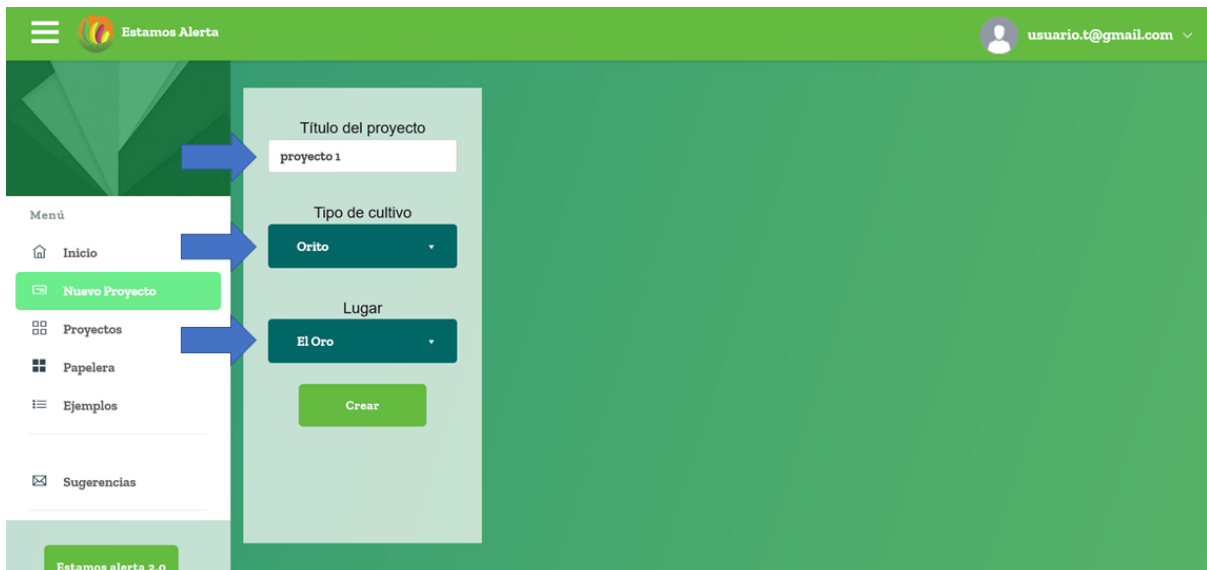 Estamos Alerta
usuario.t@gmail.com
Título del proyecto
proyecto 1
Tipo de cultivo
Orito
Lugar
El Oro
Crear
Menú
Inicio
Nuevo Proyecto
Proyectos
Papelera
Ejemplos
Sugerencias
Estamos alerta 2.0